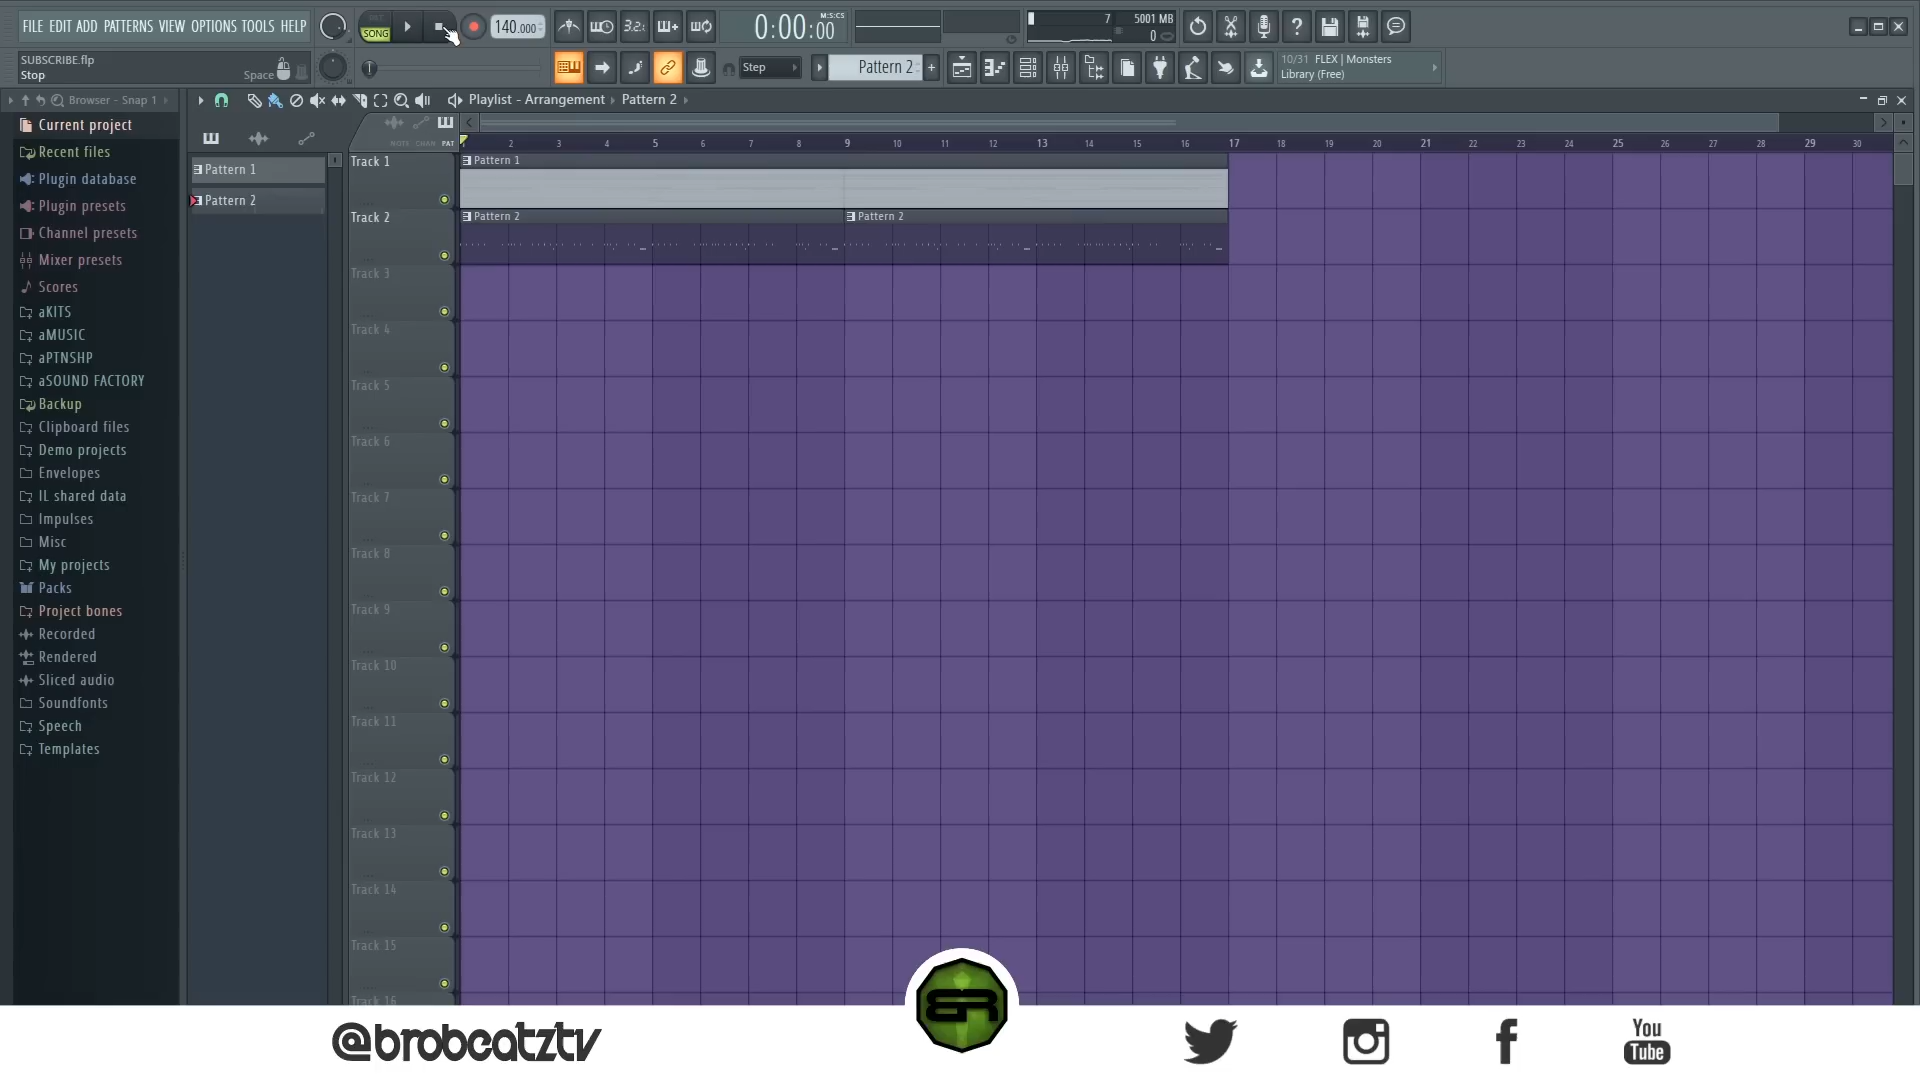 FILE EDIT ADD PATTERNS VIEW OPTIONS TOOLS HELP
SONG
140.000
3.2.
0:00:00
M:S:CS
7
5001 MB
0
SUBSCRIBE.flp
Stop
Space
Step
Pattern 2
+
10/31 FLEX | Monsters
Library (Free)
Browser - Snap 1
Playlist - Arrangement › Pattern 2 ›
Current project
Recent files
Plugin database
Plugin presets
Channel presets
Mixer presets
Scores
aKITS
aMUSIC
aPTNSHP
aSOUND FACTORY
Backup
Clipboard files
Demo projects
Envelopes
IL shared data
Impulses
Misc
My projects
Packs
Project bones
Recorded
Rendered
Sliced audio
Soundfonts
Speech
Templates
Pattern 1
Pattern 2
NOTE CHAN PAT
2 3 4 5 6 7 8 9 10 11 12 13 14 15 16 17 18 19 20 21 22 23 24 25 26 27 28 29 30
Track 1
Pattern 1
Track 2
Pattern 2
Pattern 2
Track 3
Track 4
Track 5
Track 6
Track 7
Track 8
Track 9
Track 10
Track 11
Track 12
Track 13
Track 14
Track 15
Track 16
BR
@brobeatztv
You
Tube